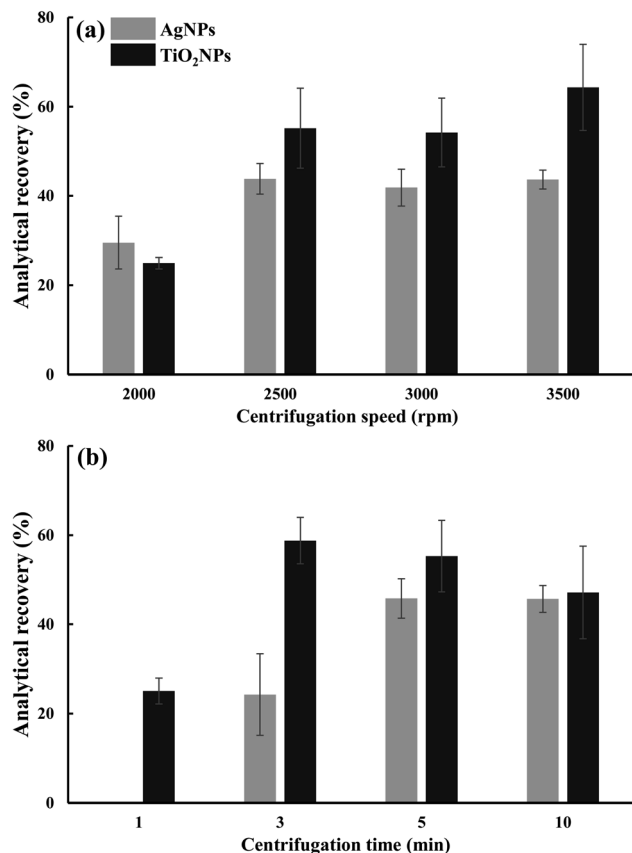 (a)
AgNPs
TiO₂NPs
Analytical recovery (%)
80
60
40
20
0
2000 2500 3000 3500
Centrifugation speed (rpm)
(b)
Analytical recovery (%)
80
60
40
20
0
1 3 5 10
Centrifugation time (min)